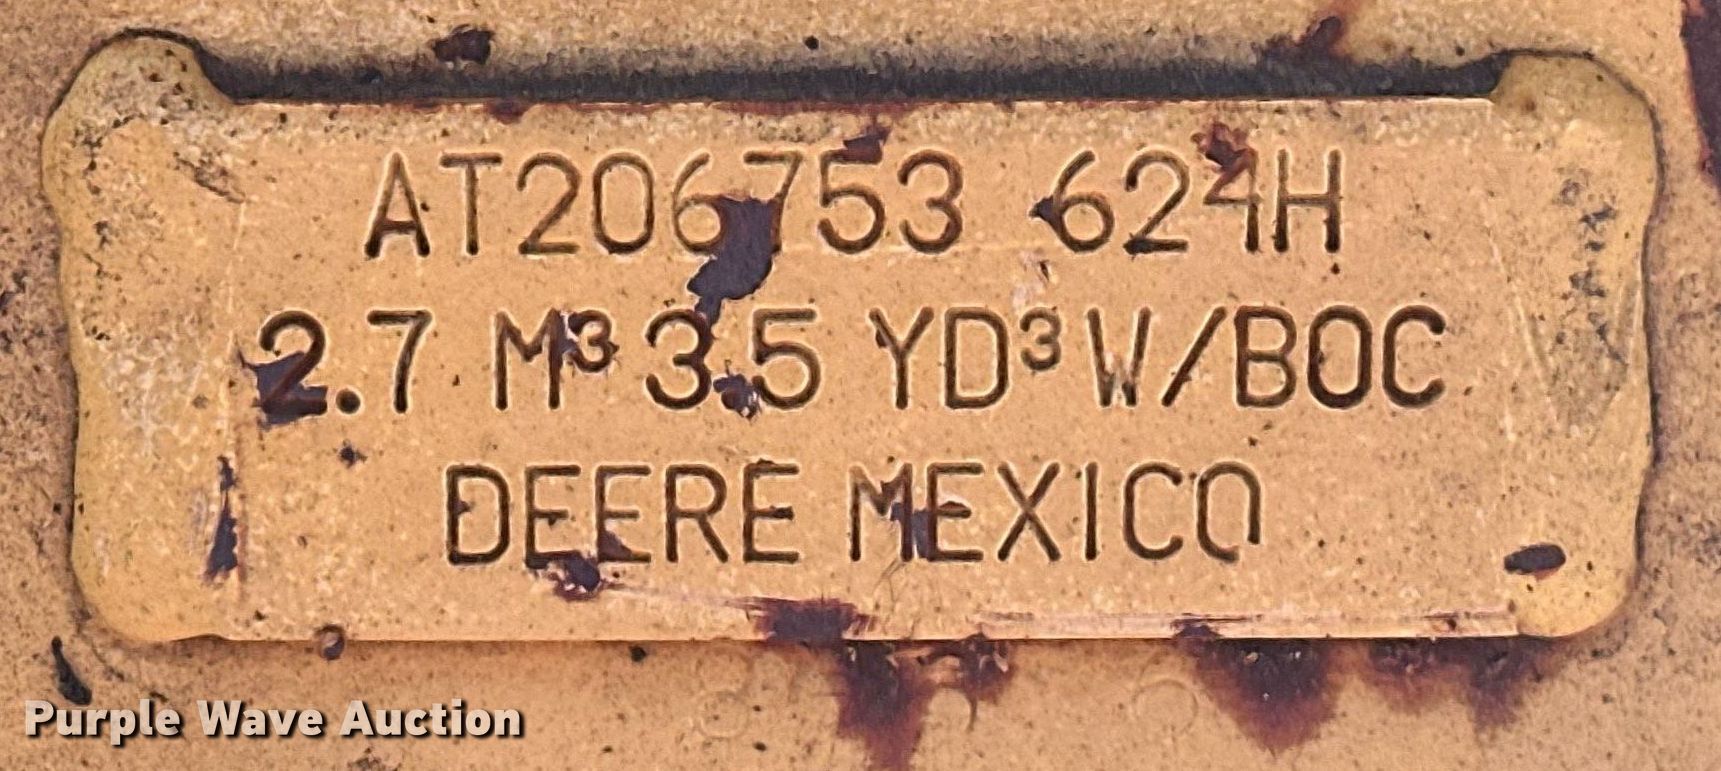 AT206753 624H
2.7 M³ 3.5 YD³ W/BOC
DEERE MEXICO
Purple Wave Auction